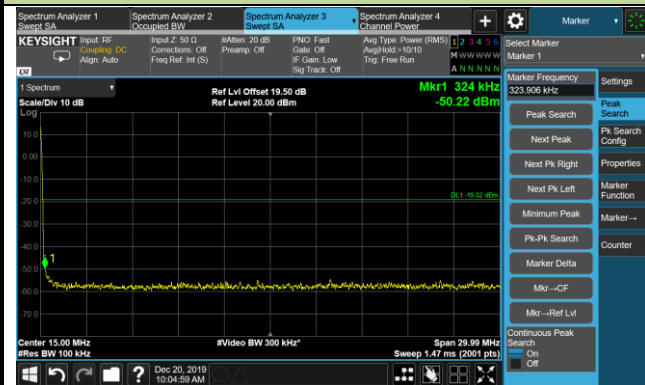 Spectrum Analyzer 1
Swept SA
Spectrum Analyzer 2
Occupied BW
Spectrum Analyzer 3
Swept SA
Spectrum Analyzer 4
Channel Power
Marker
KEYSIGHT
Input: RF
Coupling: DC
Align: Auto
Input Z: 50 Ω
Corrections: Off
Freq Ref: Int (S)
#Atten: 20 dB
Preamp: Off
PNO: Fast
Gate: Off
IF Gain: Low
Sig Track: Off
Avg Type: Power (RMS)
Avg|Hold:>10/10
Trig: Free Run
1 2 3 4 5 6
M W W W W W
A N N N N N
Select Marker
Marker 1
1 Spectrum
Scale/Div 10 dB
Log
Ref Lvl Offset 19.50 dB
Ref Level 20.00 dBm
Mkr1 324 kHz
-50.22 dBm
10.0
0.00
-10.0
-20.0
-30.0
-40.0
-50.0
-60.0
-70.0
DL1 -19.02 dBm
1
Center 15.00 MHz
#Res BW 100 kHz
#Video BW 300 kHz*
Span 29.99 MHz
Sweep 1.47 ms (2001 pts)
Marker Frequency
323.906 kHz
Peak Search
Next Peak
Next Pk Right
Next Pk Left
Minimum Peak
Pk-Pk Search
Marker Delta
Mkr→CF
Mkr→Ref Lvl
Continuous Peak
Search
On
Off
Settings
Peak
Search
Pk Search
Config
Properties
Marker
Function
Marker→
Counter
Dec 20, 2019
10:04:59 AM